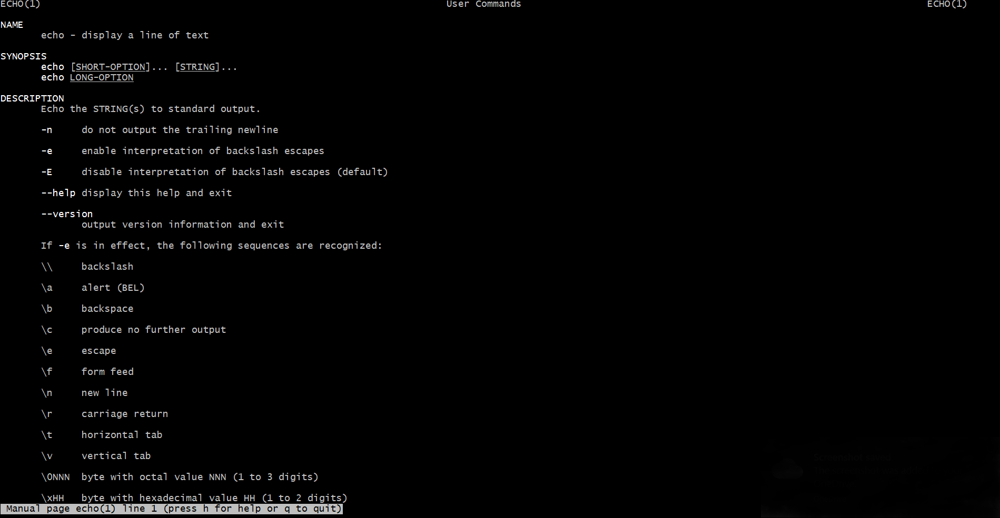 ECHO(1) User Commands ECHO(1)
NAME
echo - display a line of text
SYNOPSIS
echo [SHORT-OPTION]... [STRING]...
echo LONG-OPTION
DESCRIPTION
Echo the STRING(s) to standard output.
-n do not output the trailing newline
-e enable interpretation of backslash escapes
-E disable interpretation of backslash escapes (default)
--help display this help and exit
--version
output version information and exit
If -e is in effect, the following sequences are recognized:
\\ backslash
\a alert (BEL)
\b backspace
\c produce no further output
\e escape
\f form feed
\n new line
\r carriage return
\t horizontal tab
\v vertical tab
\0NNN byte with octal value NNN (1 to 3 digits)
\xHH byte with hexadecimal value HH (1 to 2 digits)
Manual page echo(1) line 1 (press h for help or q to quit)